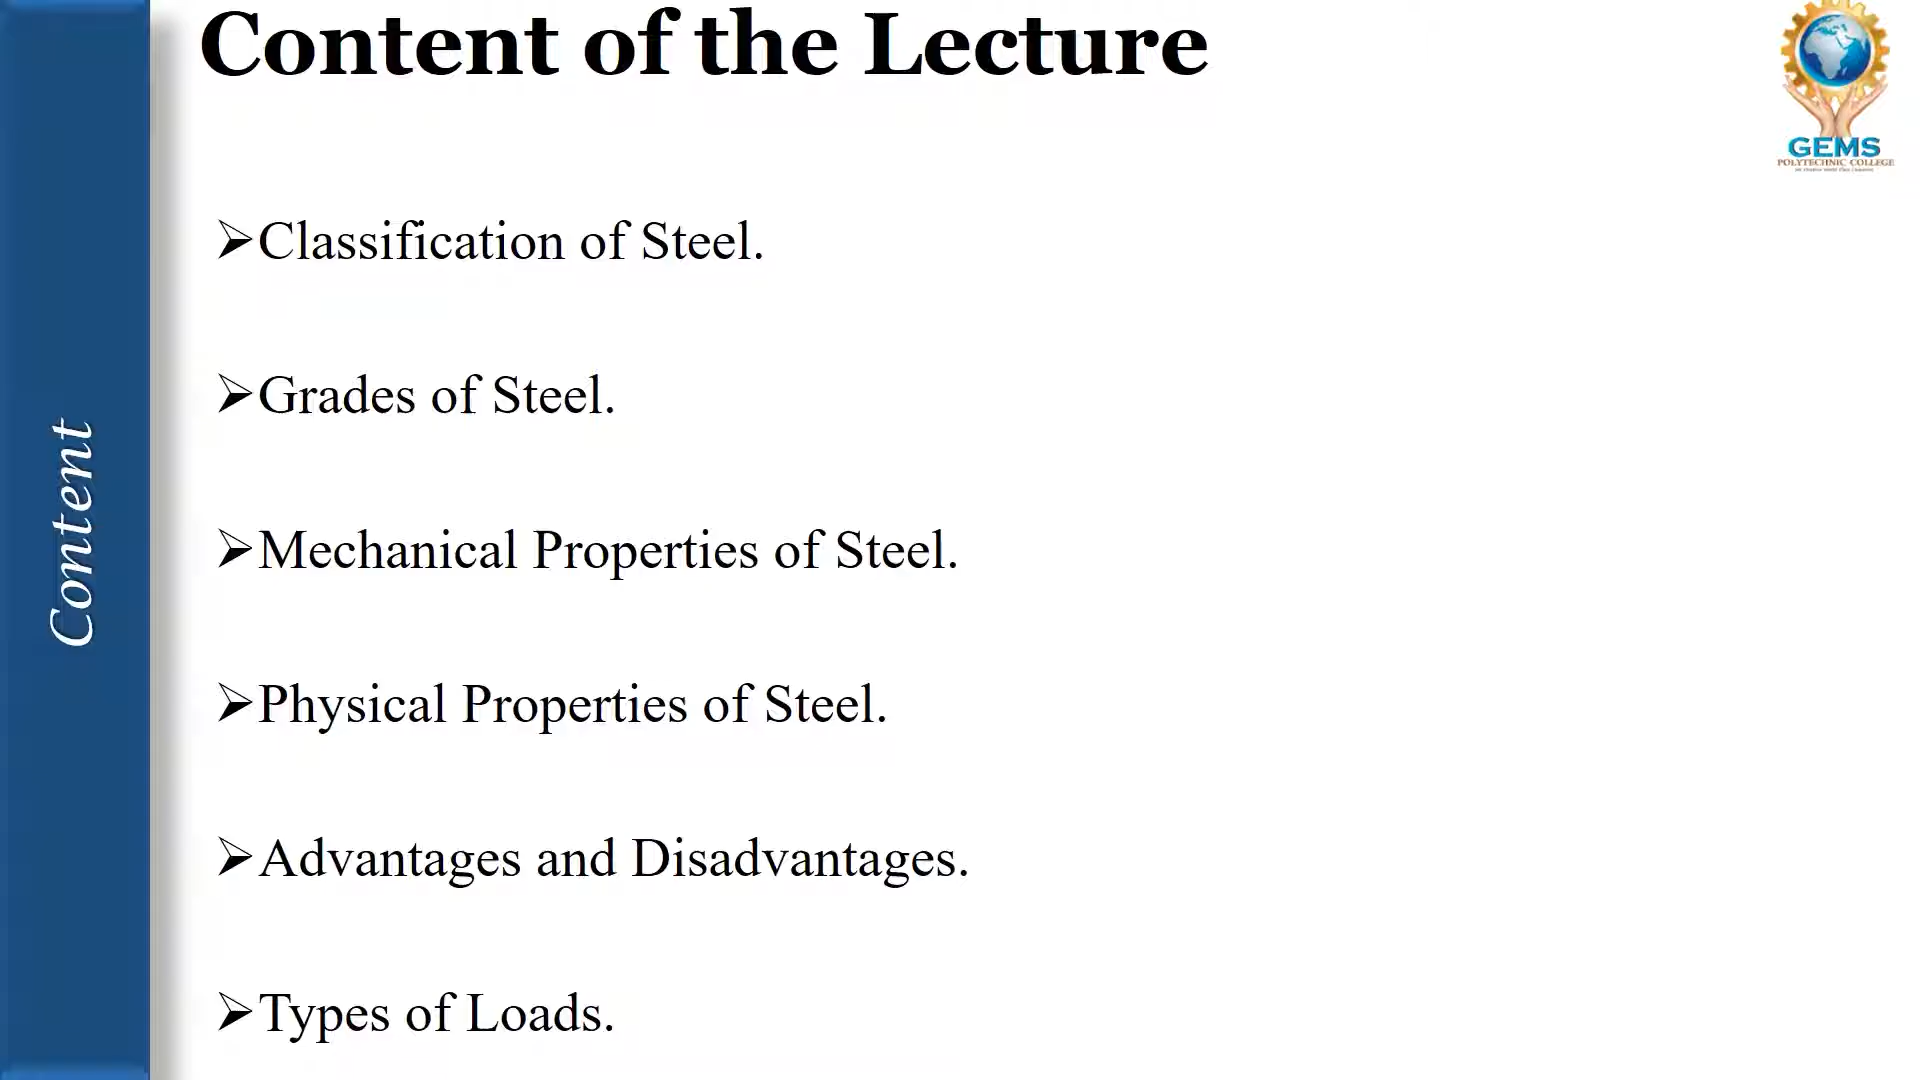 Content of the Lecture
GEMS
POLYTECHNIC COLLEGE
Content
➢Classification of Steel.
➢Grades of Steel.
➢Mechanical Properties of Steel.
➢Physical Properties of Steel.
➢Advantages and Disadvantages.
➢Types of Loads.